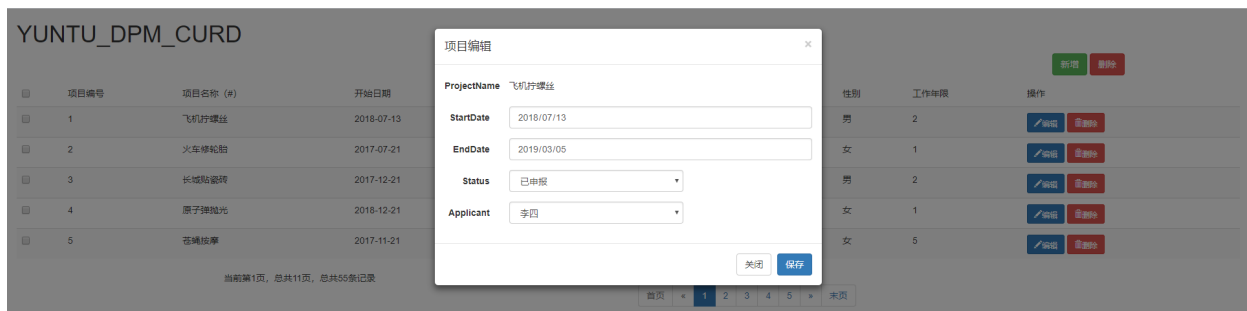 YUNTU_DPM_CURD
新增 删除
项目编号 项目名称 (#) 开始日期 性别 工作年限 操作
1 飞机拧螺丝 2018-07-13 男 2 编辑 删除
2 火车修轮胎 2017-07-21 女 1 编辑 删除
3 长城贴瓷砖 2017-12-21 男 2 编辑 删除
4 原子弹抛光 2018-12-21 女 1 编辑 删除
5 苍蝇按摩 2017-11-21 女 5 编辑 删除
当前第1页，总共11页，总共55条记录
首页 « 1 2 3 4 5 » 末页
项目编辑 ×
ProjectName 飞机拧螺丝
StartDate 2018/07/13
EndDate 2019/03/05
Status 已申报
Applicant 李四
关闭 保存